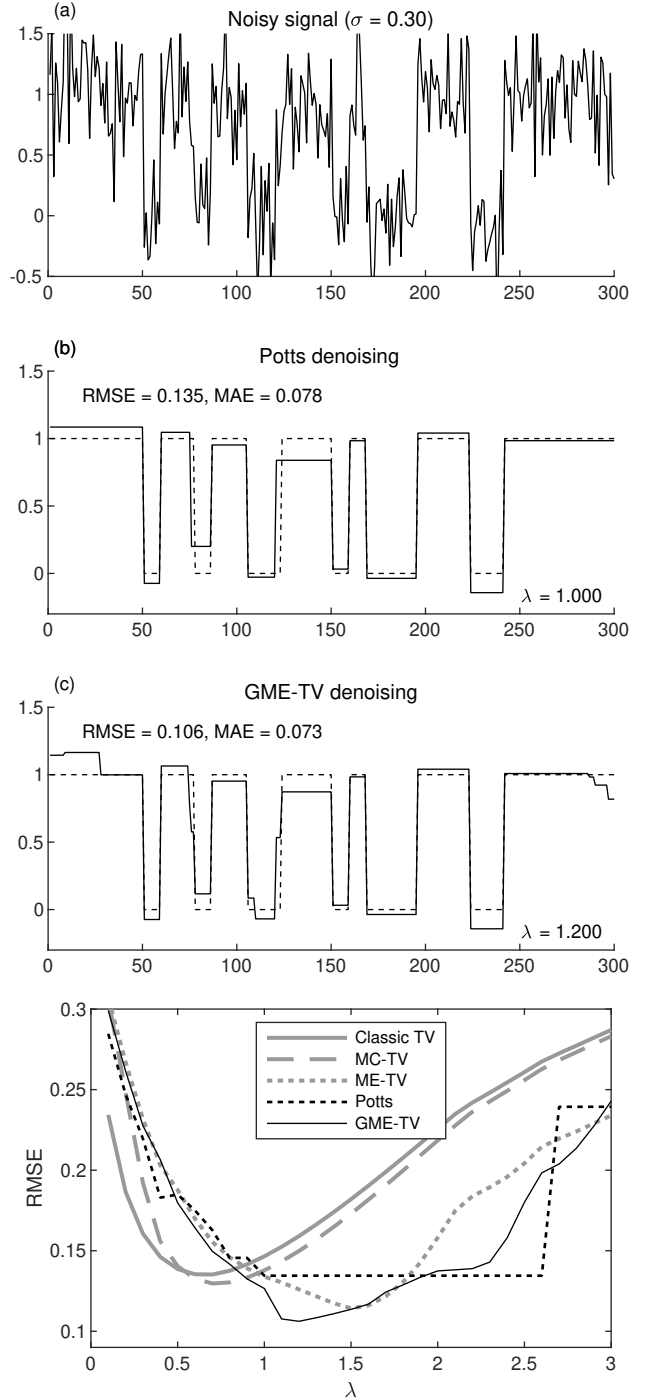 (a)
Noisy signal (σ = 0.30)
1.5
1
0.5
0
-0.5
0 50 100 150 200 250 300
(b)
Potts denoising
1.5
RMSE = 0.135, MAE = 0.078
1
0.5
0
λ = 1.000
0 50 100 150 200 250 300
(c)
GME-TV denoising
1.5
RMSE = 0.106, MAE = 0.073
1
0.5
0
λ = 1.200
0 50 100 150 200 250 300
0.3
Classic TV
MC-TV
ME-TV
Potts
GME-TV
0.25
0.2
RMSE
0.15
0.1
0 0.5 1 1.5 2 2.5 3
λ